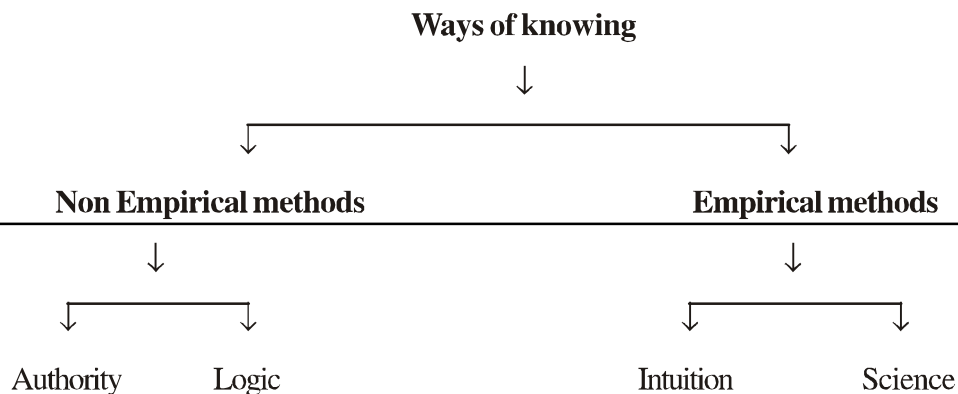 Ways of knowing
Non Empirical methods
Empirical methods
Authority
Logic
Intuition
Science